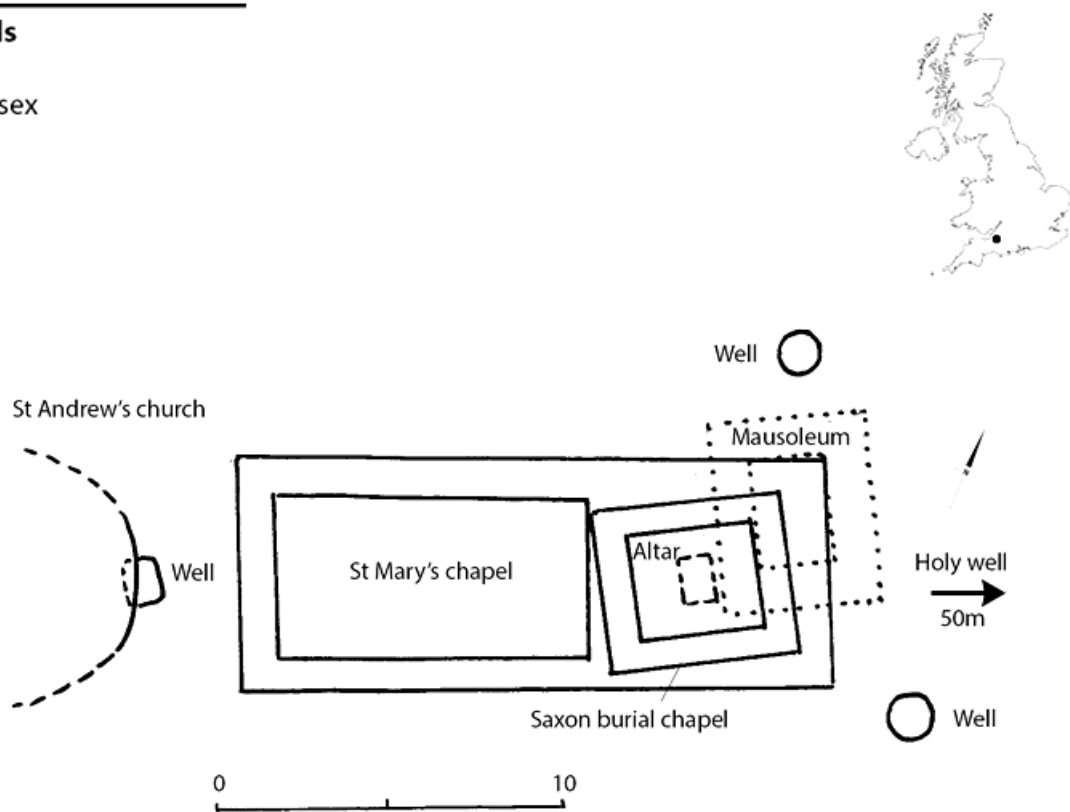 ls
sex
Well
St Andrew's church
Mausoleum
Altar
Well
St Mary's chapel
Holy well
50m
Saxon burial chapel
Well
0
10